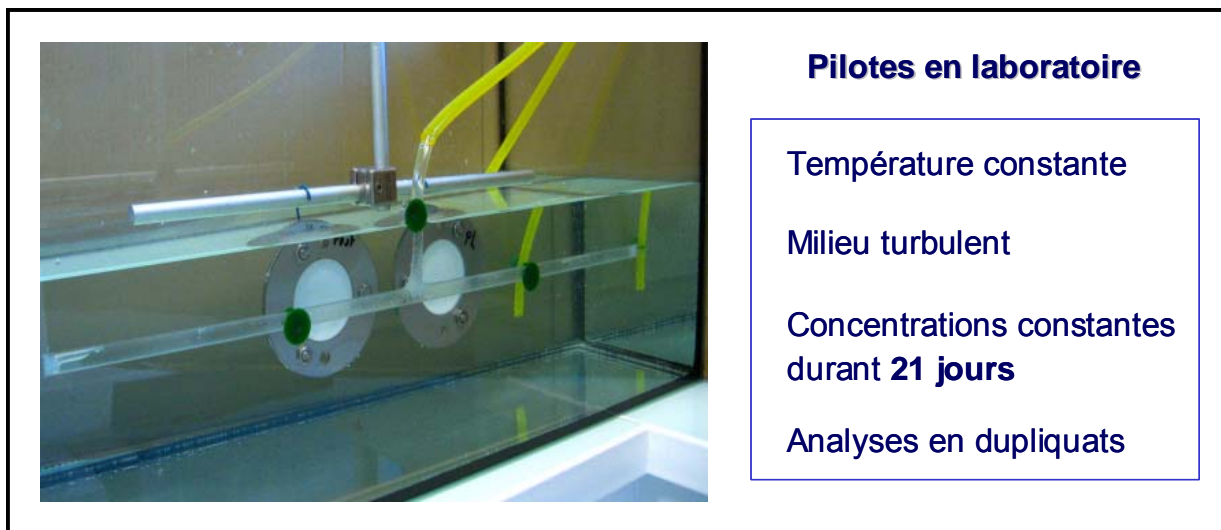 Pilotes en laboratoire
Température constante
Milieu turbulent
Concentrations constantes
durant 21 jours
Analyses en dupliquats